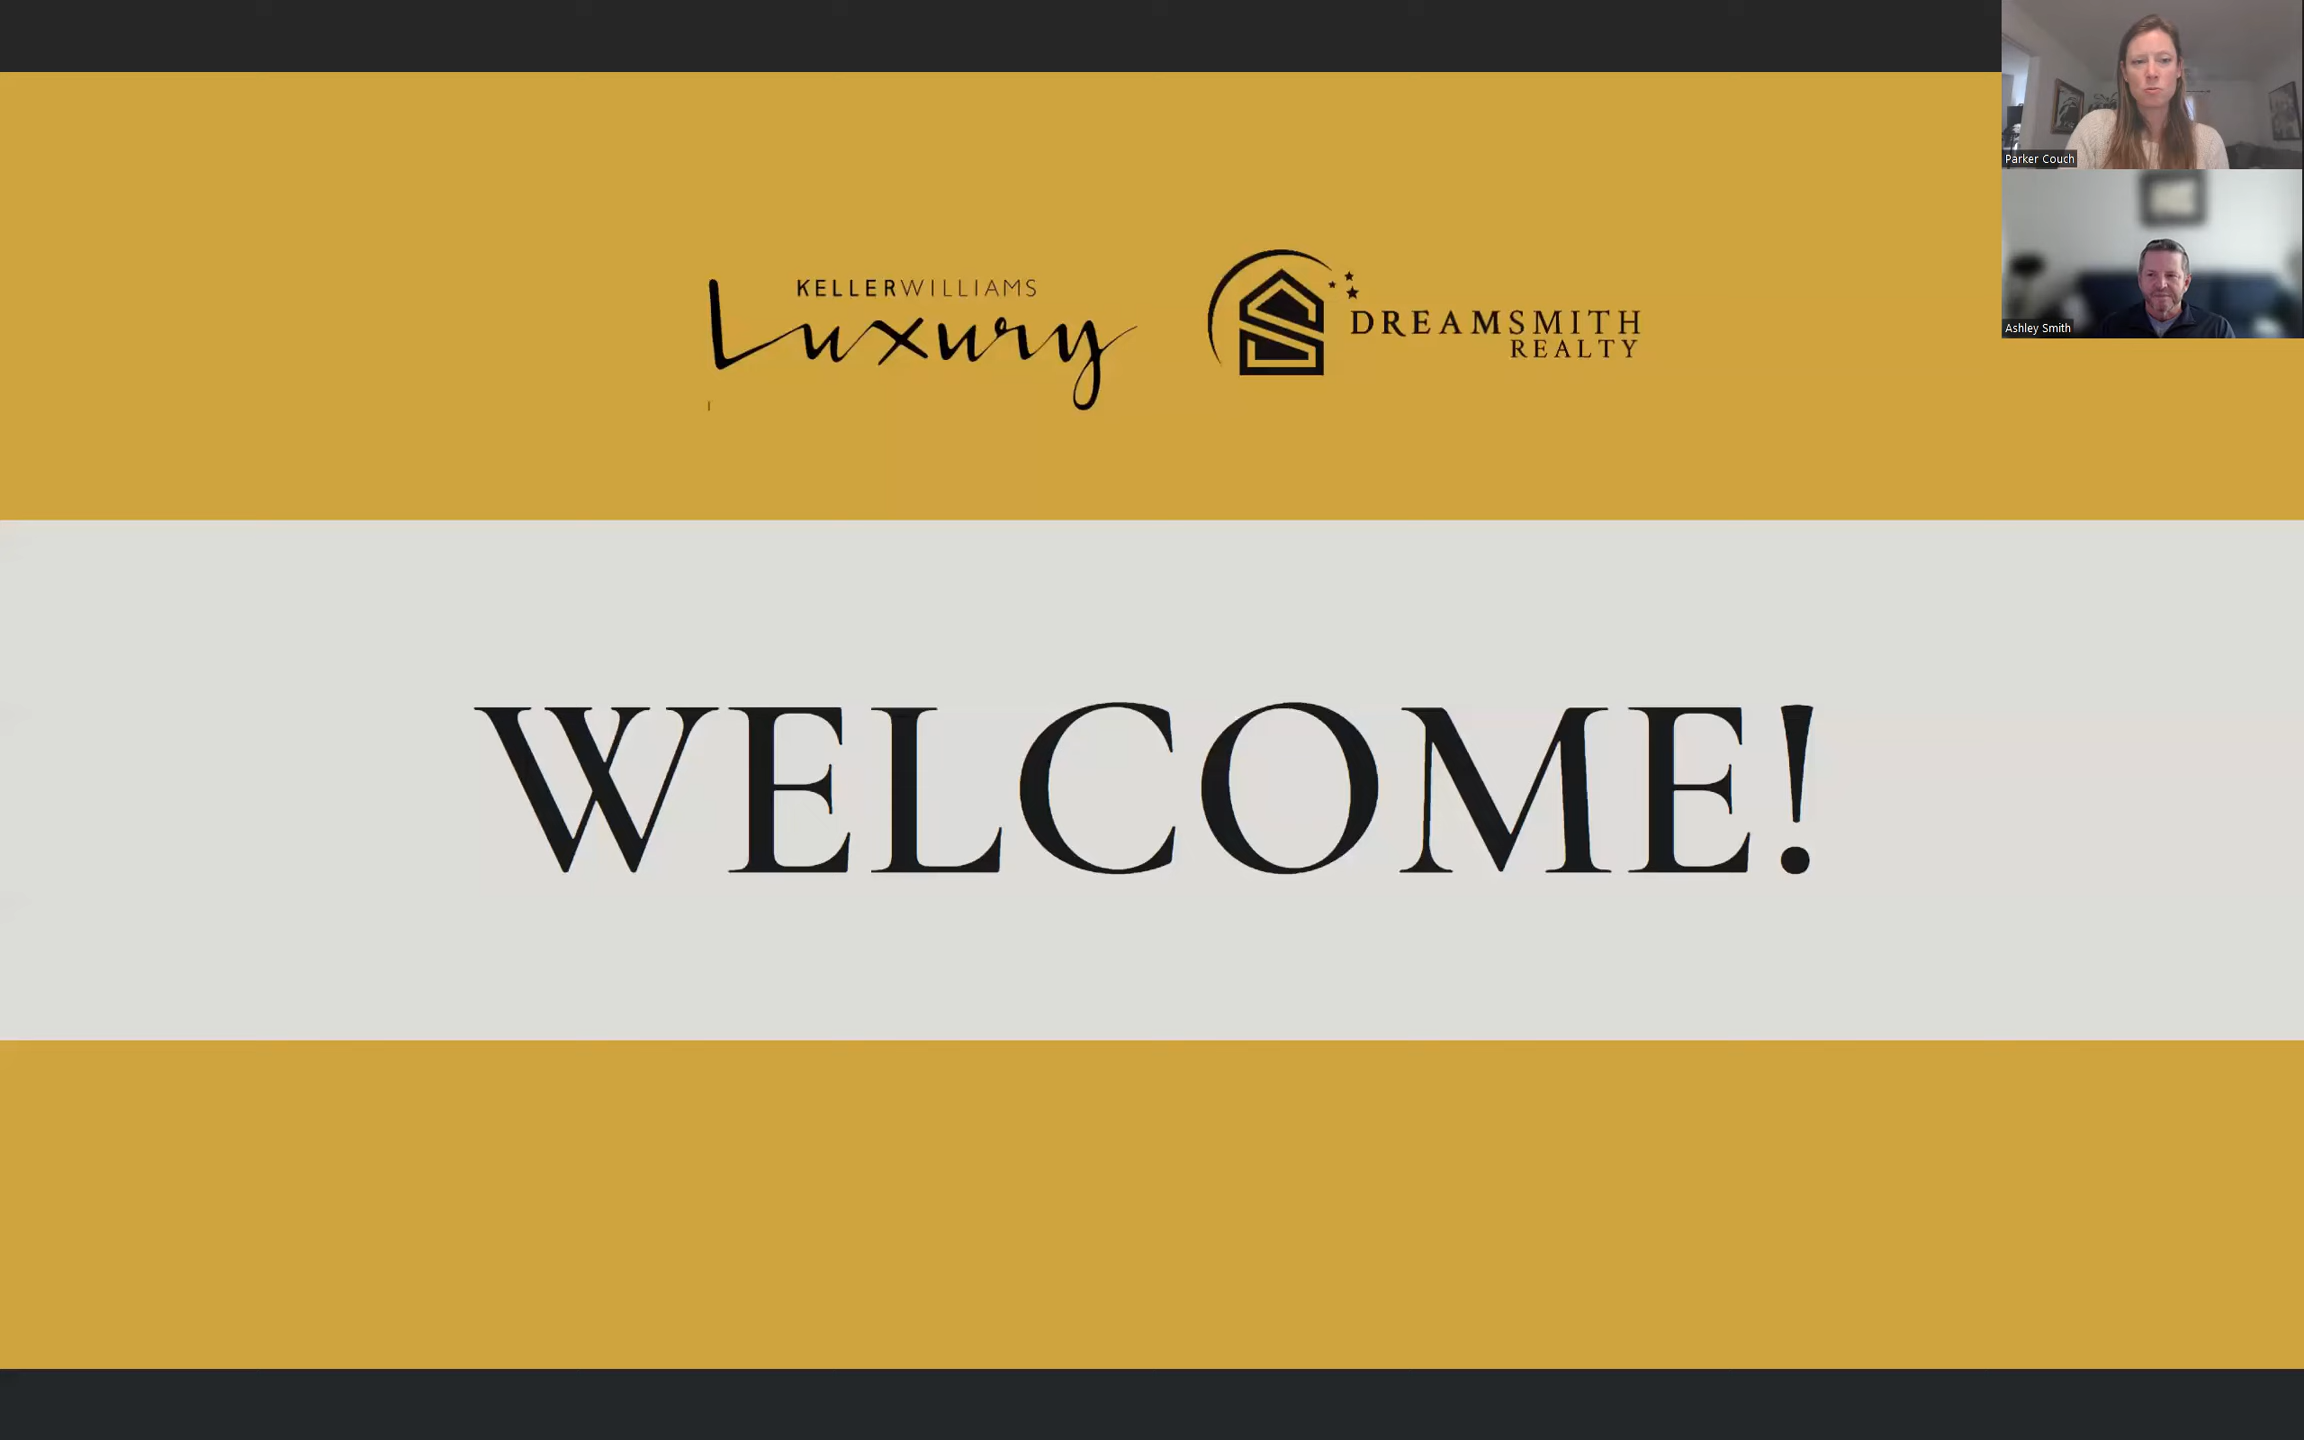 KELLERWILLIAMS
Luxury
DREAMSMITH
REALTY
Parker Couch
Ashley Smith
WELCOME!